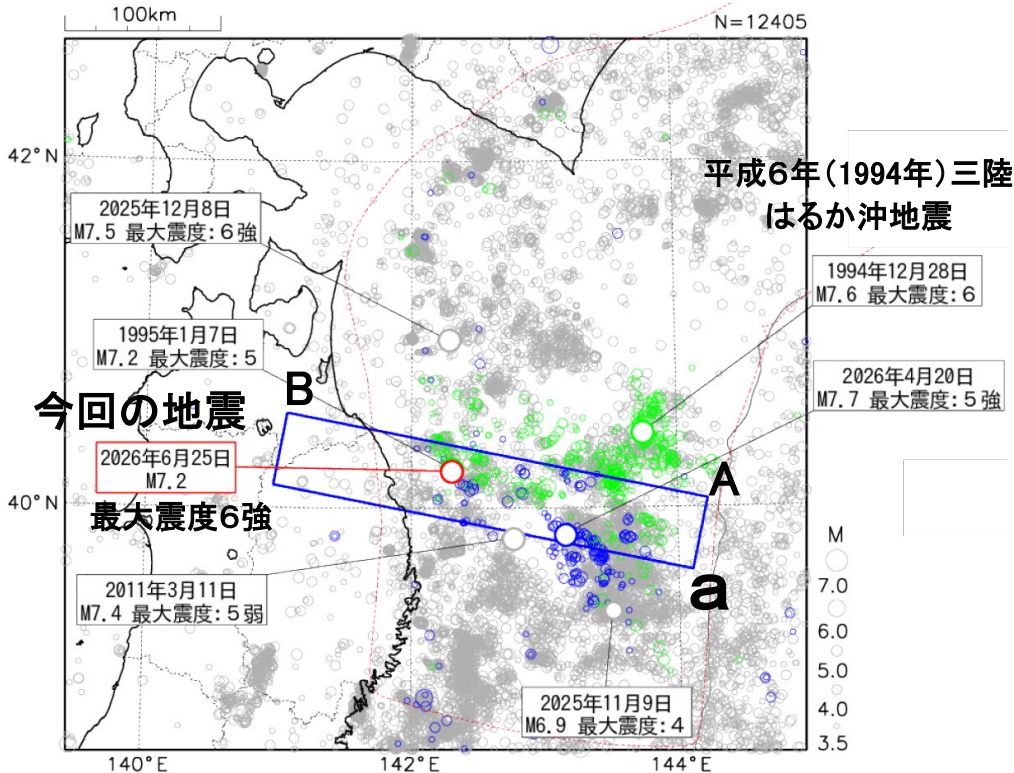 100km
N=12405
42°N
平成6年(1994年)三陸
はるか沖地震
2025年12月8日
M7.5 最大震度:6強
1994年12月28日
M7.6 最大震度:6
1995年1月7日
M7.2 最大震度:5
2026年4月20日
M7.7 最大震度:5強
B
今回の地震
2026年6月25日
M7.2
A
40°N
最大震度6強
M
7.0
a
2011年3月11日
M7.4 最大震度:5弱
6.0
5.0
2025年11月9日
M6.9 最大震度:4
4.0
3.5
140°E
142°E
144°E